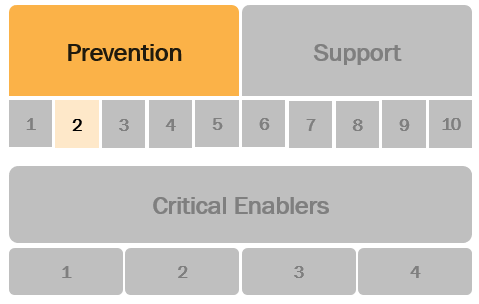 Prevention Support
1 2 3 4 5 6 7 8 9 10
Critical Enablers
1 2 3 4